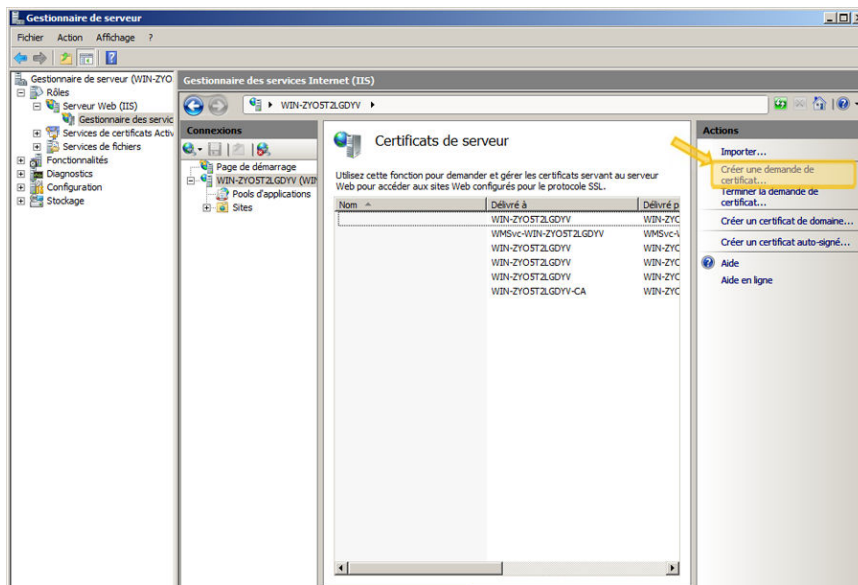 Gestionnaire de serveur
Fichier Action Affichage ?
Gestionnaire de serveur (WIN-ZYO
Rôles
Serveur Web (IIS)
Gestionnaire des servic
Services de certificats Activ
Services de fichiers
Fonctionnalités
Diagnostics
Configuration
Stockage
Gestionnaire des services Internet (IIS)
WIN-ZYO5T2LGDYV
Connexions
Page de démarrage
WIN-ZYO5T2LGDYV (WIN
Pools d'applications
Sites
Certificats de serveur
Utilisez cette fonction pour demander et gérer les certificats servant au serveur
Web pour accéder aux sites Web configurés pour le protocole SSL.
Nom Délivré à Délivré p
WIN-ZYO5T2LGDYV WIN-ZYC
WMSvc-WIN-ZYO5T2LGDYV WMSvc-V
WIN-ZYO5T2LGDYV WIN-ZYC
WIN-ZYO5T2LGDYV WIN-ZYC
WIN-ZYO5T2LGDYV WIN-ZYC
WIN-ZYO5T2LGDYV-CA WIN-ZYC
Actions
Importer...
Créer une demande de
certificat...
Terminer la demande de
certificat...
Créer un certificat de domaine...
Créer un certificat auto-signé...
Aide
Aide en ligne